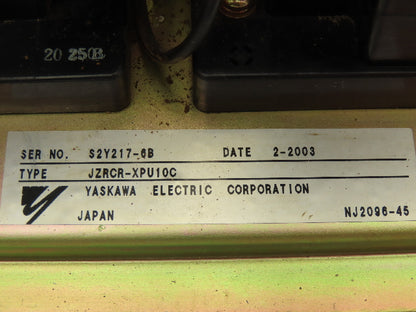 20 250B
SER NO. S2Y217-6B DATE 2-2003
TYPE JZRCR-XPU10C
YASKAWA ELECTRIC CORPORATION
JAPAN NJ2096-45